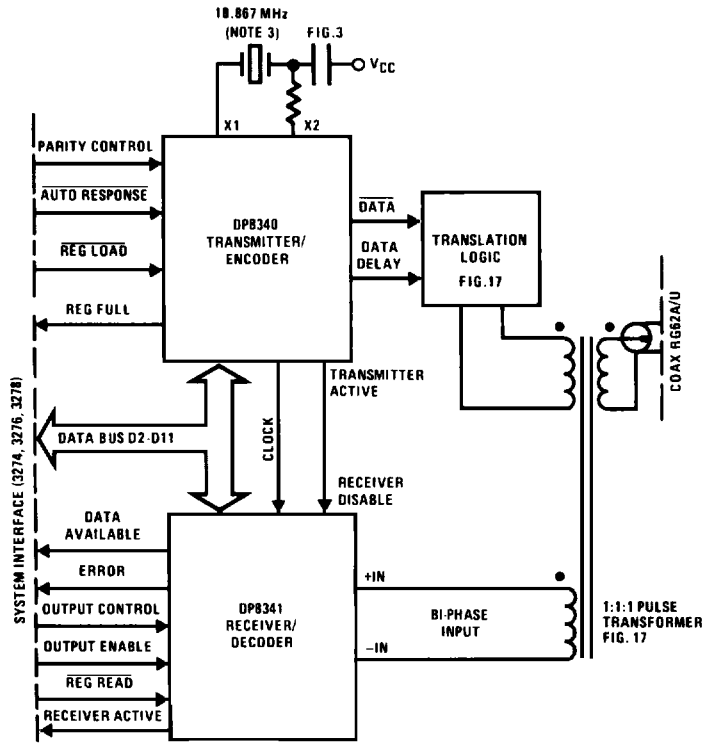 18.867 MHz
(NOTE 3)
FIG.3
VCC
X1
X2
PARITY CONTROL
AUTO RESPONSE
REG LOAD
REG FULL
DP8340
TRANSMITTER/
ENCODER
DATA
DATA
DELAY
TRANSLATION
LOGIC
FIG.17
COAX RG62A/U
TRANSMITTER
ACTIVE
DATA BUS D2-D11
CLOCK
RECEIVER
DISABLE
SYSTEM INTERFACE (3274, 3276, 3278)
DATA
AVAILABLE
ERROR
OUTPUT CONTROL
OUTPUT ENABLE
REG READ
RECEIVER ACTIVE
DP8341
RECEIVER/
DECODER
+IN
BI-PHASE
INPUT
−IN
1:1:1 PULSE
TRANSFORMER
FIG. 17